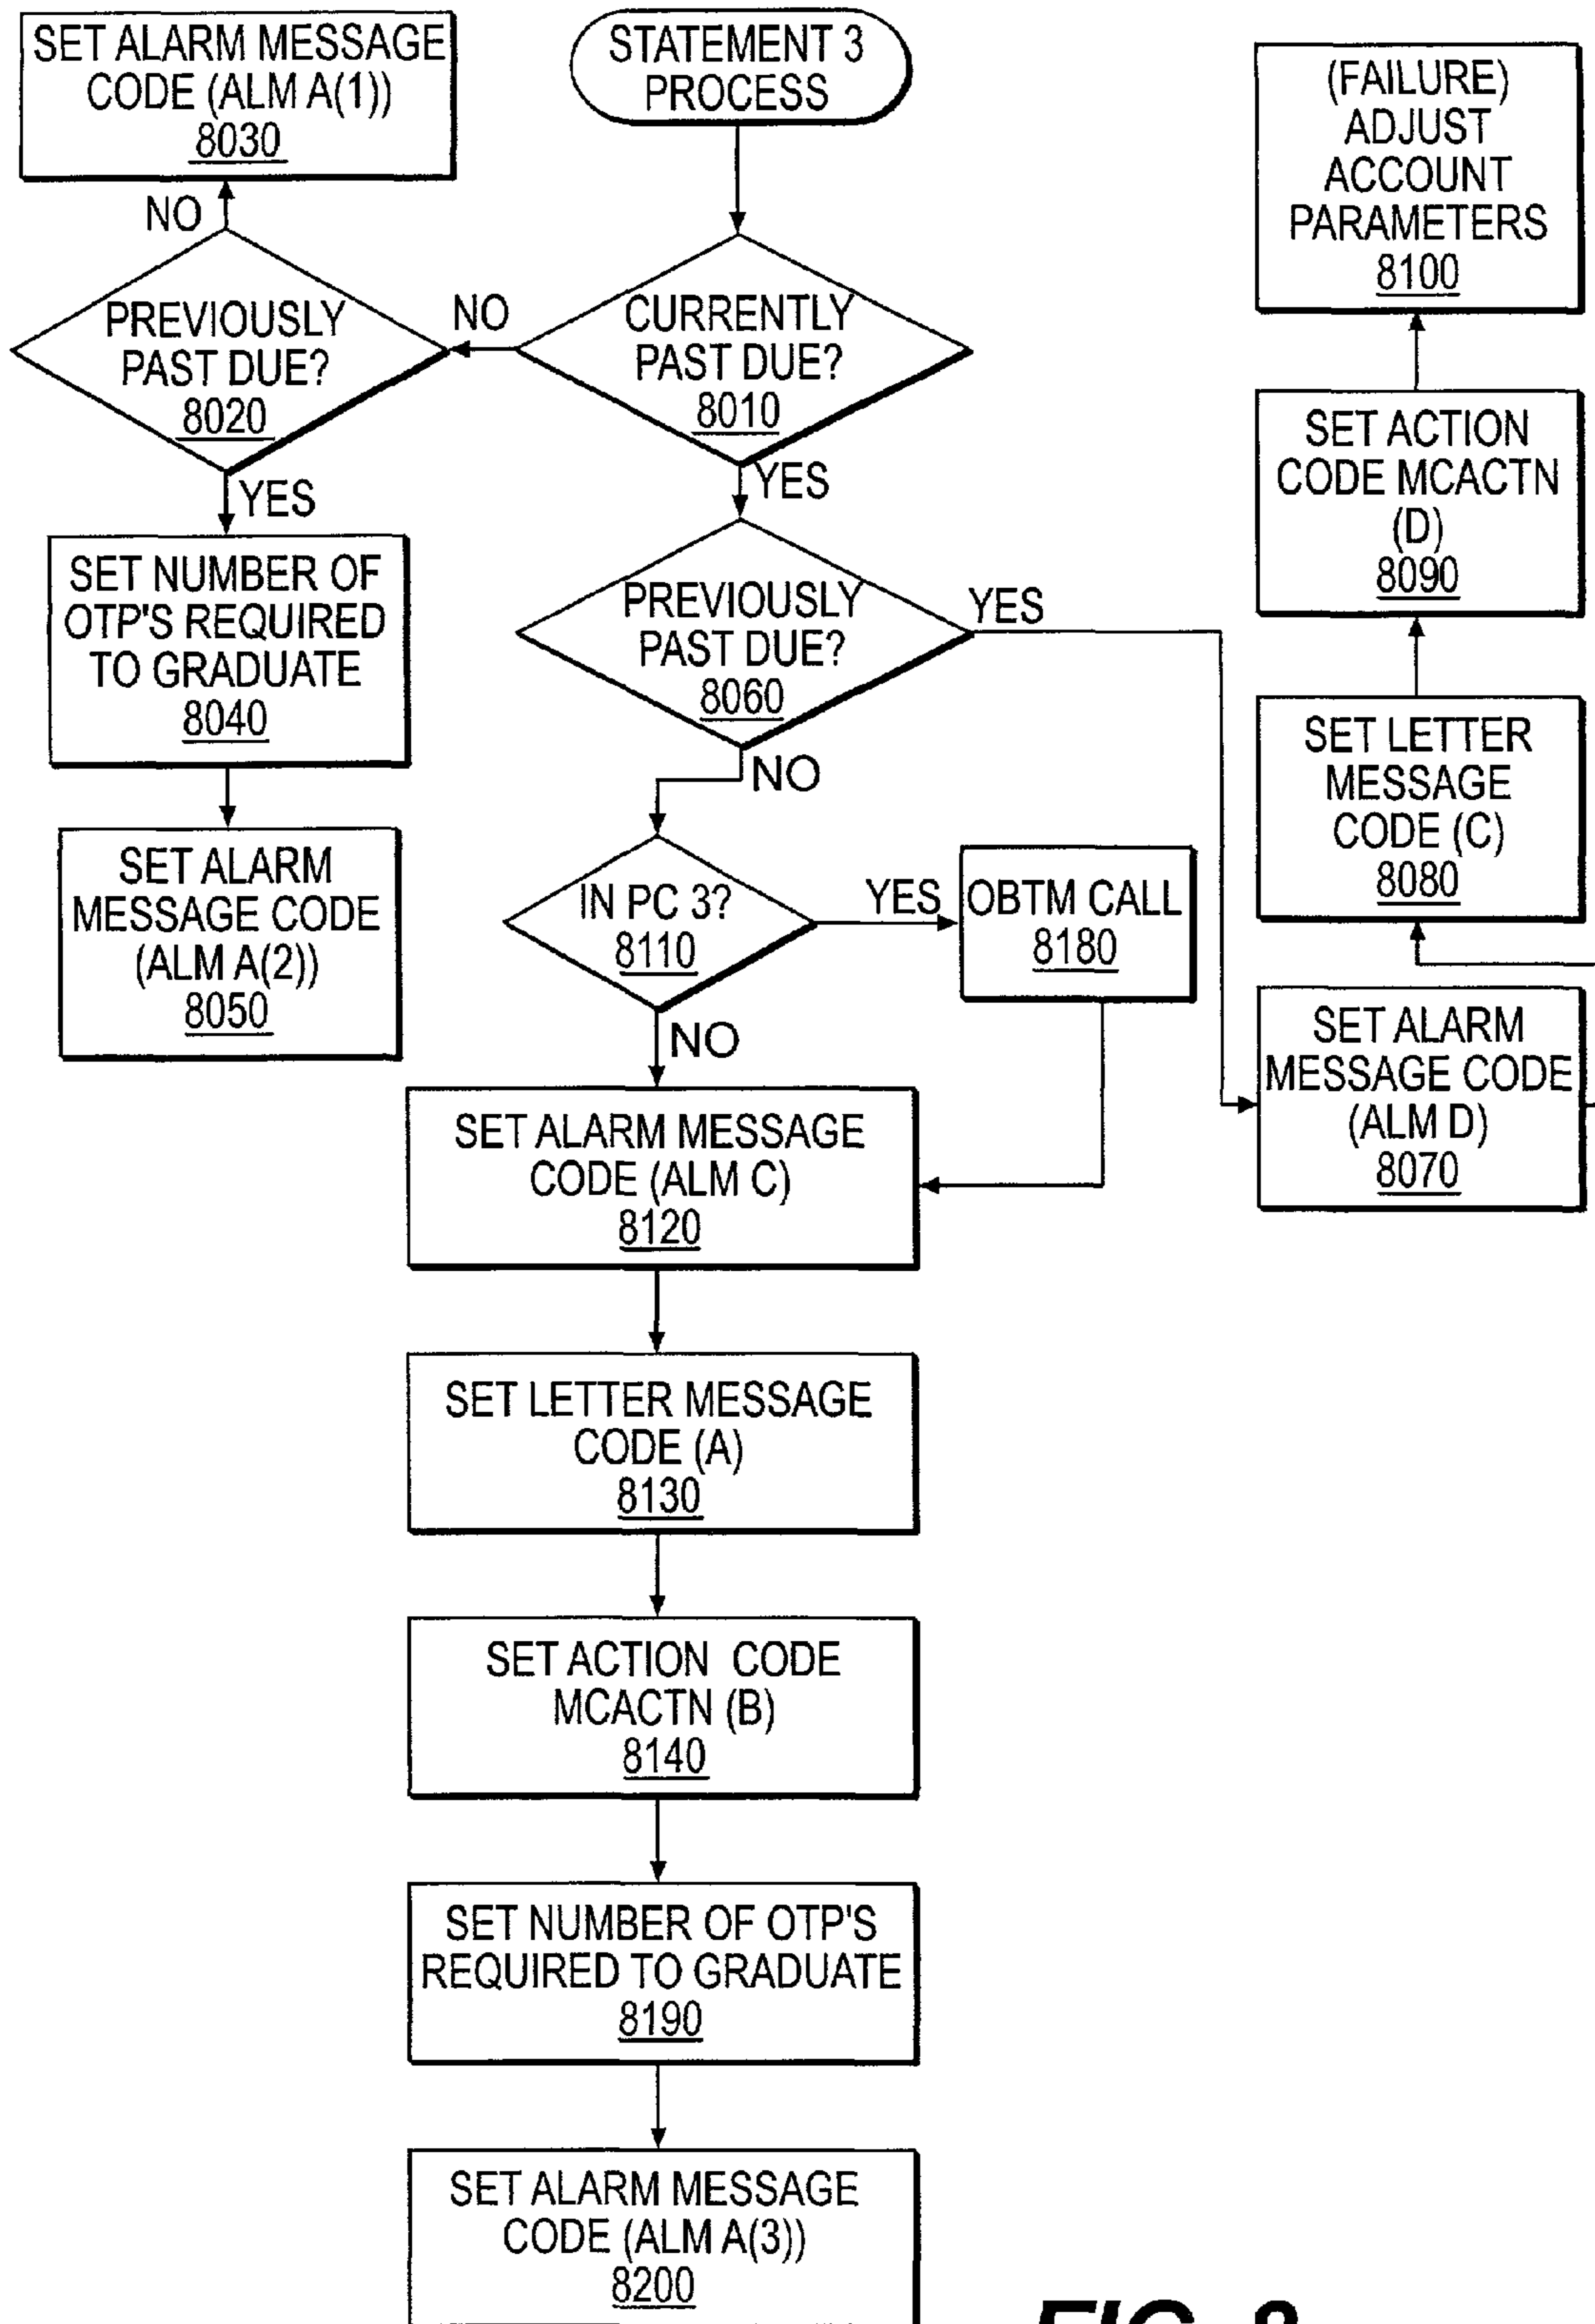 STATEMENT 3
PROCESS
SET ALARM MESSAGE
CODE (ALM A(1))
8030
NO
PREVIOUSLY
PAST DUE?
8020
NO
CURRENTLY
PAST DUE?
8010
YES
YES
SET NUMBER OF
OTP'S REQUIRED
TO GRADUATE
8040
SET ALARM
MESSAGE CODE
(ALM A(2))
8050
PREVIOUSLY
PAST DUE?
8060
YES
NO
IN PC 3?
8110
YES
OBTM CALL
8180
NO
SET ALARM MESSAGE
CODE (ALM C)
8120
SET LETTER MESSAGE
CODE (A)
8130
SET ACTION CODE
MCACTN (B)
8140
SET NUMBER OF OTP'S
REQUIRED TO GRADUATE
8190
SET ALARM MESSAGE
CODE (ALM A(3))
8200
(FAILURE)
ADJUST
ACCOUNT
PARAMETERS
8100
SET ACTION
CODE MCACTN
(D)
8090
SET LETTER
MESSAGE
CODE (C)
8080
SET ALARM
MESSAGE CODE
(ALM D)
8070